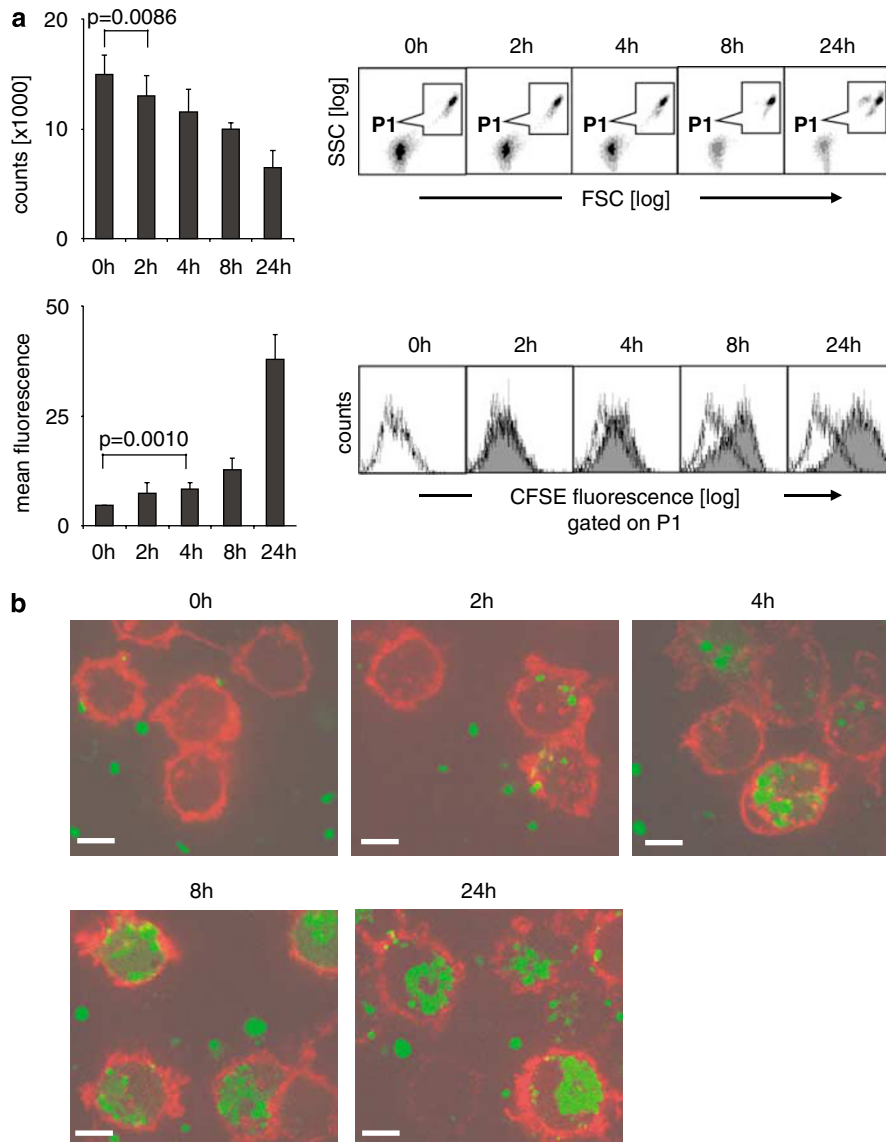 a
20
10
0
counts [x1000]
p=0.0086
0h 2h 4h 8h 24h
0h 2h 4h 8h 24h
SSC [log]
P1 P1 P1 P1 P1
FSC [log]
50
25
0
mean fluorescence
p=0.0010
0h 2h 4h 8h 24h
0h 2h 4h 8h 24h
counts
CFSE fluorescence [log]
gated on P1
b
0h 2h 4h
8h 24h